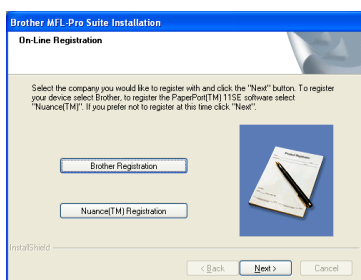 Brother MFL-Pro Suite Installation
On-Line Registration
Select the company you would like to register with and click the "Next" button. To register
your device select Brother, to register the PaperPort(TM) 11SE software select
"Nuance(TM)". If you prefer not to register at this time click "Next".
Brother Registration
Nuance(TM) Registration
InstallShield
< Back Next > Cancel